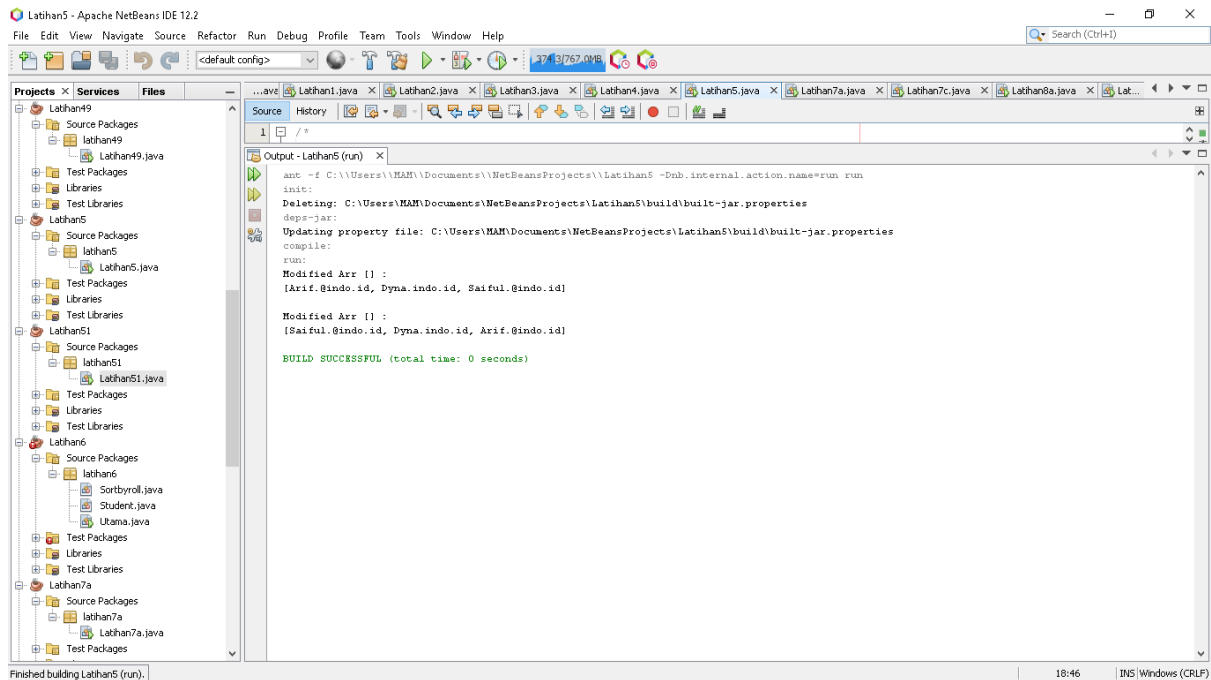 Latihan5 - Apache NetBeans IDE 12.2
File Edit View Navigate Source Refactor Run Debug Profile Team Tools Window Help
Search (Ctrl+I)
<default config>
374.3/767.0MB
Projects Services Files
...ava Latihan1.java Latihan2.java Latihan3.java Latihan4.java Latihan5.java Latihan7a.java Latihan7c.java Latihan8a.java Lat...
Source History
1 /*
Latihan49
Source Packages
latihan49
Latihan49.java
Test Packages
Libraries
Test Libraries
Latihan5
Source Packages
latihan5
Latihan5.java
Test Packages
Libraries
Test Libraries
Latihan51
Source Packages
latihan51
Latihan51.java
Test Packages
Libraries
Test Libraries
Latihan6
Source Packages
latihan6
Sortbyroll.java
Student.java
Utama.java
Test Packages
Libraries
Test Libraries
Latihan7a
Source Packages
latihan7a
Latihan7a.java
Test Packages
Output - Latihan5 (run)
ant -f C:\\Users\\MAM\\Documents\\NetBeansProjects\\Latihan5 -Dnb.internal.action.name=run run
init:
Deleting: C:\Users\MAM\Documents\NetBeansProjects\Latihan5\build\built-jar.properties
deps-jar:
Updating property file: C:\Users\MAM\Documents\NetBeansProjects\Latihan5\build\built-jar.properties
compile:
run:
Modified Arr [] :
[Arif.@indo.id, Dyna.indo.id, Saiful.@indo.id]
Modified Arr [] :
[Saiful.@indo.id, Dyna.indo.id, Arif.@indo.id]
BUILD SUCCESSFUL (total time: 0 seconds)
Finished building Latihan5 (run).
18:46 INS Windows (CRLF)